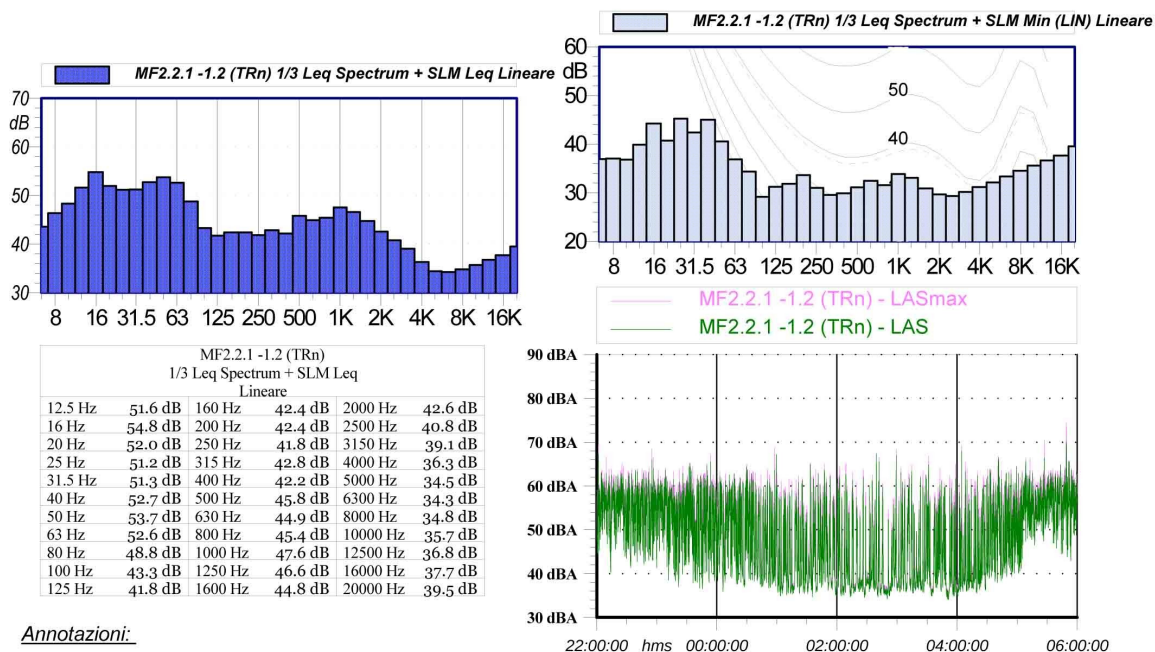 MF2.2.1 -1.2 (TRn) 1/3 Leq Spectrum + SLM Leq Lineare
70
dB
60
50
40
30
8 16 31.5 63 125 250 500 1K 2K 4K 8K 16K
MF2.2.1 -1.2 (TRn) 1/3 Leq Spectrum + SLM Min (LIN) Lineare
60
dB
50
50
40
40
30
20
8 16 31.5 63 125 250 500 1K 2K 4K 8K 16K
MF2.2.1 -1.2 (TRn)
1/3 Leq Spectrum + SLM Leq
Lineare
12.5 Hz 51.6 dB 160 Hz 42.4 dB 2000 Hz 42.6 dB
16 Hz 54.8 dB 200 Hz 42.4 dB 2500 Hz 40.8 dB
20 Hz 52.0 dB 250 Hz 41.8 dB 3150 Hz 39.1 dB
25 Hz 51.2 dB 315 Hz 42.8 dB 4000 Hz 36.3 dB
31.5 Hz 51.3 dB 400 Hz 42.2 dB 5000 Hz 34.5 dB
40 Hz 52.7 dB 500 Hz 45.8 dB 6300 Hz 34.3 dB
50 Hz 53.7 dB 630 Hz 44.9 dB 8000 Hz 34.8 dB
63 Hz 52.6 dB 800 Hz 45.4 dB 10000 Hz 35.7 dB
80 Hz 48.8 dB 1000 Hz 47.6 dB 12500 Hz 36.8 dB
100 Hz 43.3 dB 1250 Hz 46.6 dB 16000 Hz 37.7 dB
125 Hz 41.8 dB 1600 Hz 44.8 dB 20000 Hz 39.5 dB
MF2.2.1 -1.2 (TRn) - LASmax
MF2.2.1 -1.2 (TRn) - LAS
90 dBA
80 dBA
70 dBA
60 dBA
50 dBA
40 dBA
30 dBA
22:00:00 hms 00:00:00 02:00:00 04:00:00 06:00:00
Annotazioni: